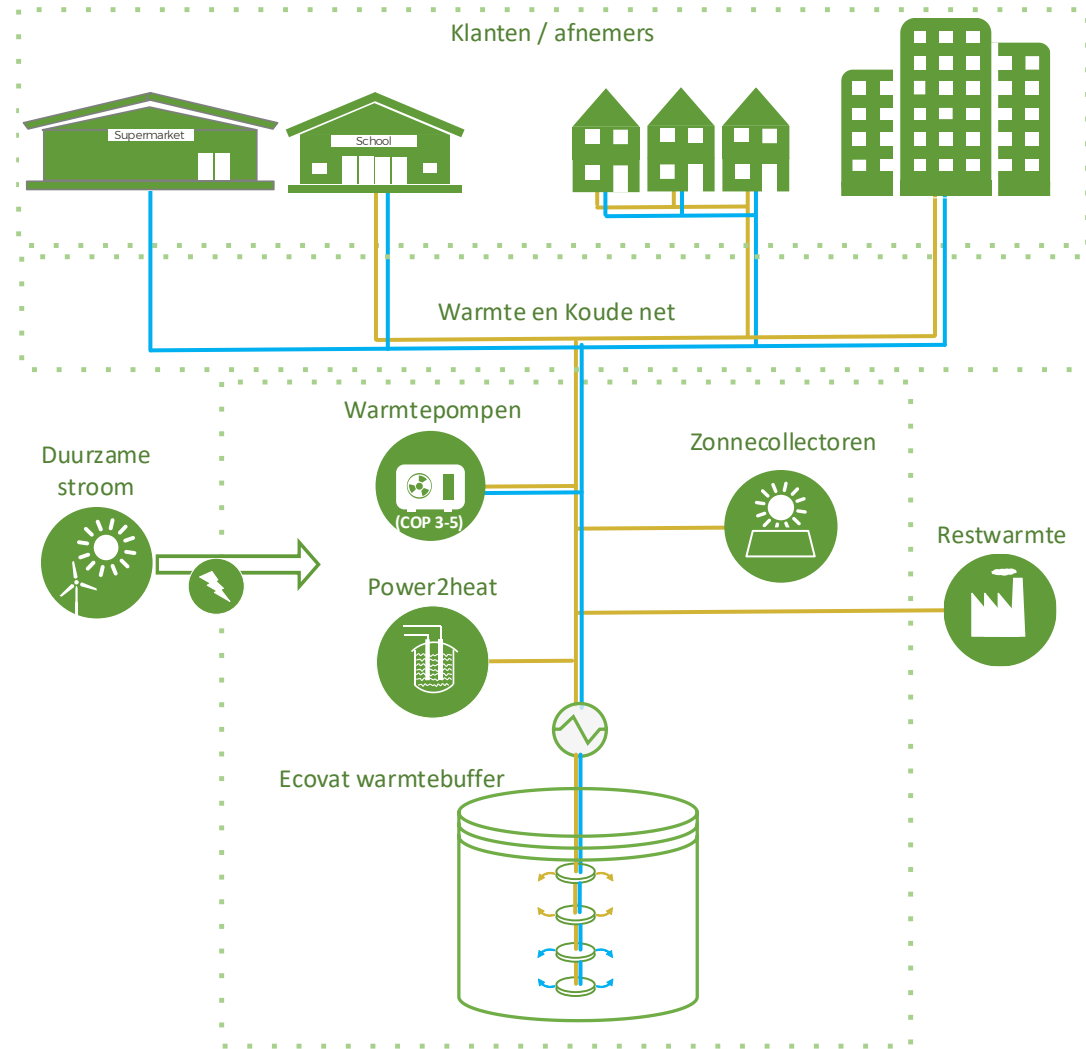 Klanten / afnemers
Supermarket
School
Warmte en Koude net
Warmtepompen
(COP 3-5)
Zonnecollectoren
Duurzame
stroom
Restwarmte
Power2heat
Ecovat warmtebuffer